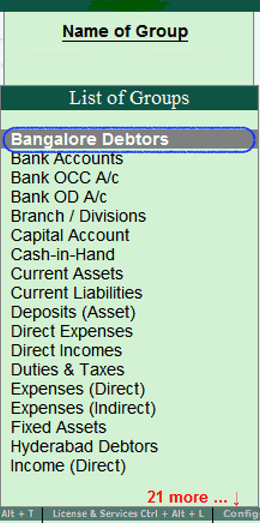 Name of Group
List of Groups
Bangalore Debtors
Bank Accounts
Bank OCC A/c
Bank OD A/c
Branch / Divisions
Capital Account
Cash-in-Hand
Current Assets
Current Liabilities
Deposits (Asset)
Direct Expenses
Direct Incomes
Duties & Taxes
Expenses (Direct)
Expenses (Indirect)
Fixed Assets
Hyderabad Debtors
Income (Direct)
21 more ... ↓
Alt + T License & Services Ctrl + Alt + L